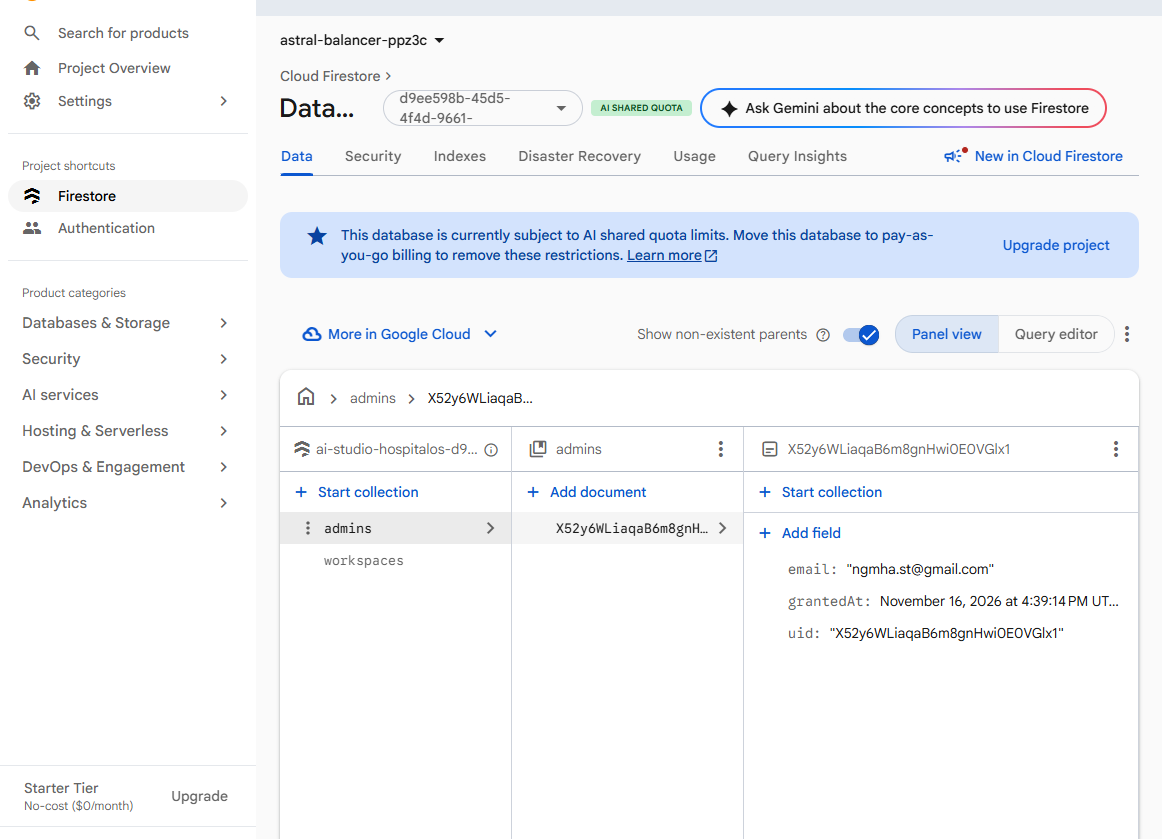 Search for products
Project Overview
Settings
Project shortcuts
Firestore
Authentication
Product categories
Databases & Storage
Security
AI services
Hosting & Serverless
DevOps & Engagement
Analytics
Starter Tier
No-cost ($0/month)
Upgrade
astral-balancer-ppz3c
Cloud Firestore
Data...
d9ee598b-45d5-
4f4d-9661-
AI SHARED QUOTA
Ask Gemini about the core concepts to use Firestore
Data
Security
Indexes
Disaster Recovery
Usage
Query Insights
New in Cloud Firestore
This database is currently subject to AI shared quota limits. Move this database to pay-as-
you-go billing to remove these restrictions. Learn more
Upgrade project
More in Google Cloud
Show non-existent parents
Panel view
Query editor
admins
X52y6WLiaqaB...
ai-studio-hospitalos-d9...
admins
X52y6WLiaqaB6m8gnHwi0E0VGlx1
Start collection
Add document
Start collection
admins
X52y6WLiaqaB6m8gnH...
Add field
workspaces
email: "ngmha.st@gmail.com"
grantedAt: November 16, 2026 at 4:39:14 PM UT...
uid: "X52y6WLiaqaB6m8gnHwi0E0VGlx1"